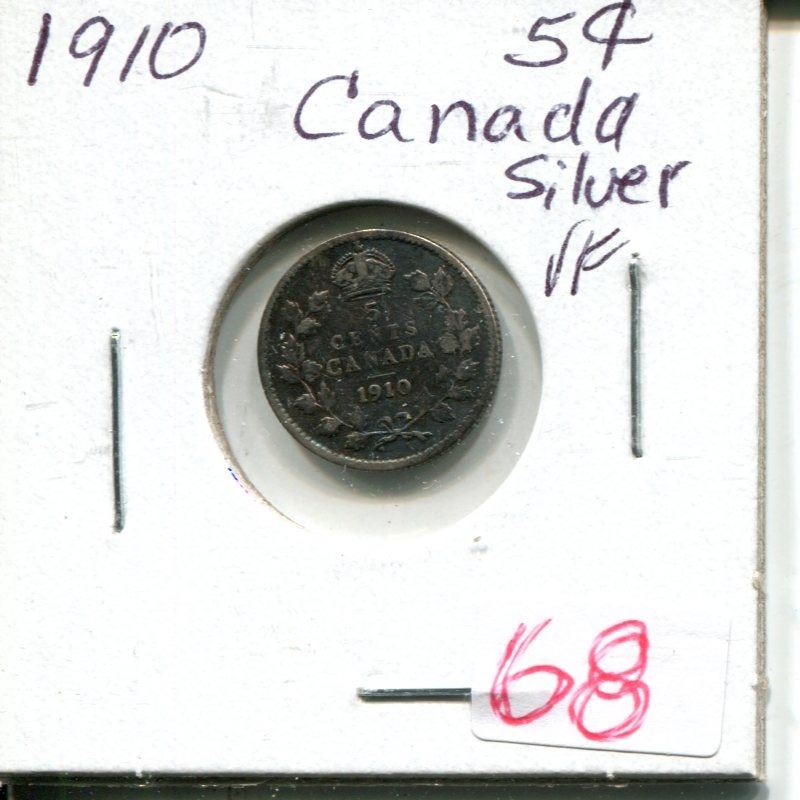 1910 5¢
Canada
Silver
VF
5
CENTS
CANADA
1910
68